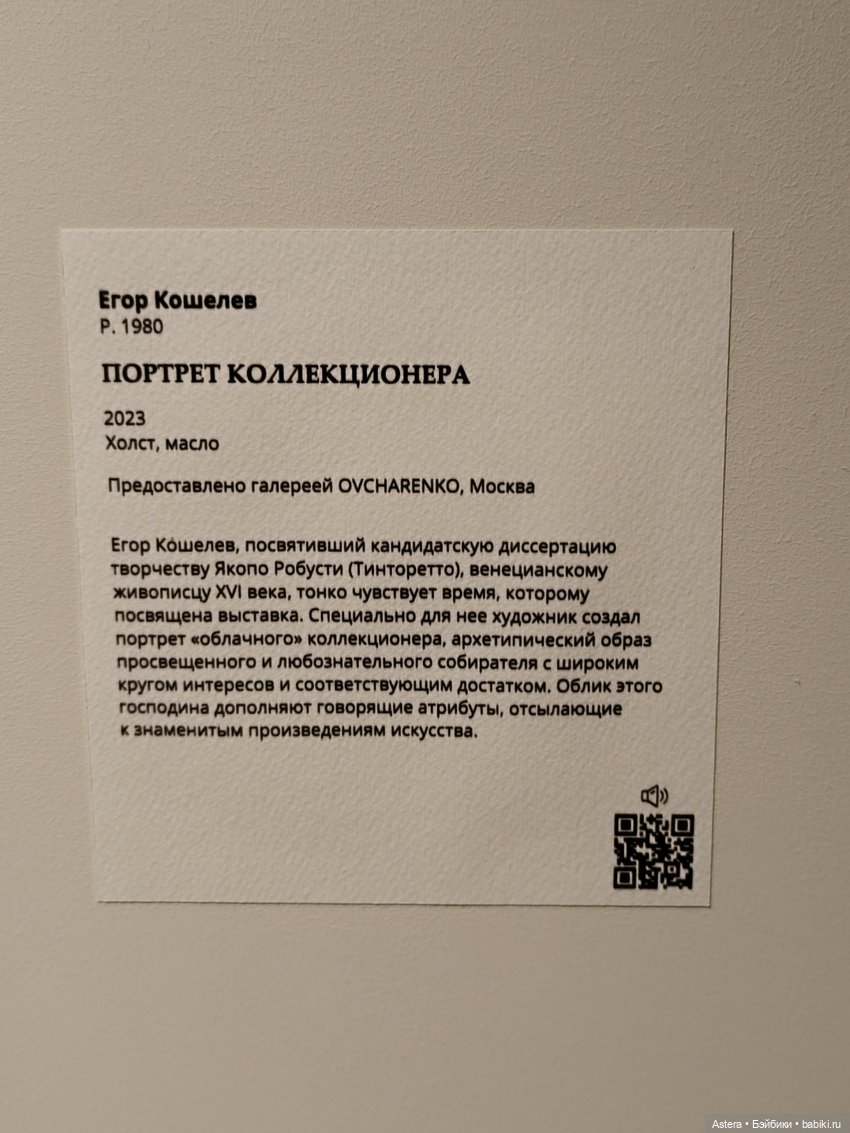 Егор Кошелев
Р. 1980
ПОРТРЕТ КОЛЛЕКЦИОНЕРА
2023
Холст, масло
Предоставлено галереей OVCHARENKO, Москва
Егор Кошелев, посвятивший кандидатскую диссертацию
творчеству Якопо Робусти (Тинторетто), венецианскому
живописцу XVI века, тонко чувствует время, которому
посвящена выставка. Специально для нее художник создал
портрет «облачного» коллекционера, архетипический образ
просвещенного и любознательного собирателя с широким
кругом интересов и соответствующим достатком. Облик этого
господина дополняют говорящие атрибуты, отсылающие
к знаменитым произведениям искусства.
Astera • Бэйбики • babiki.ru